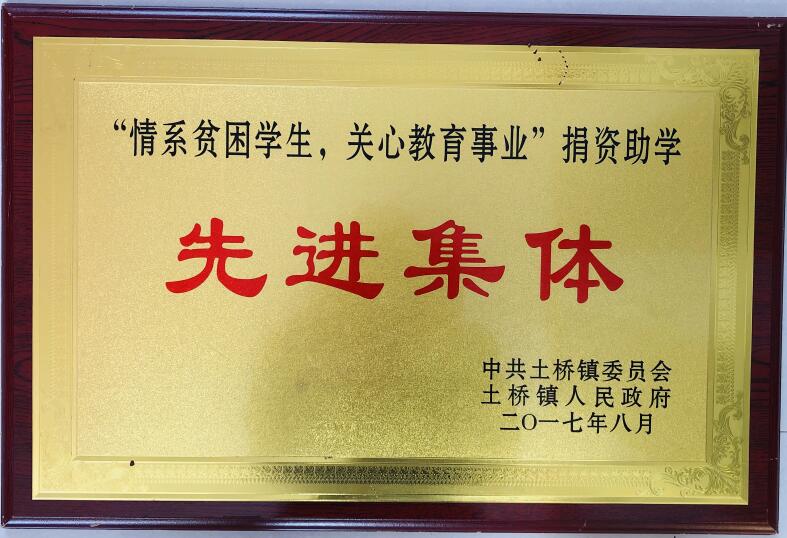 “情系贫困学生，关心教育事业”捐资助学
先进集体
中共土桥镇委员会
土桥镇人民政府
二〇一七年八月